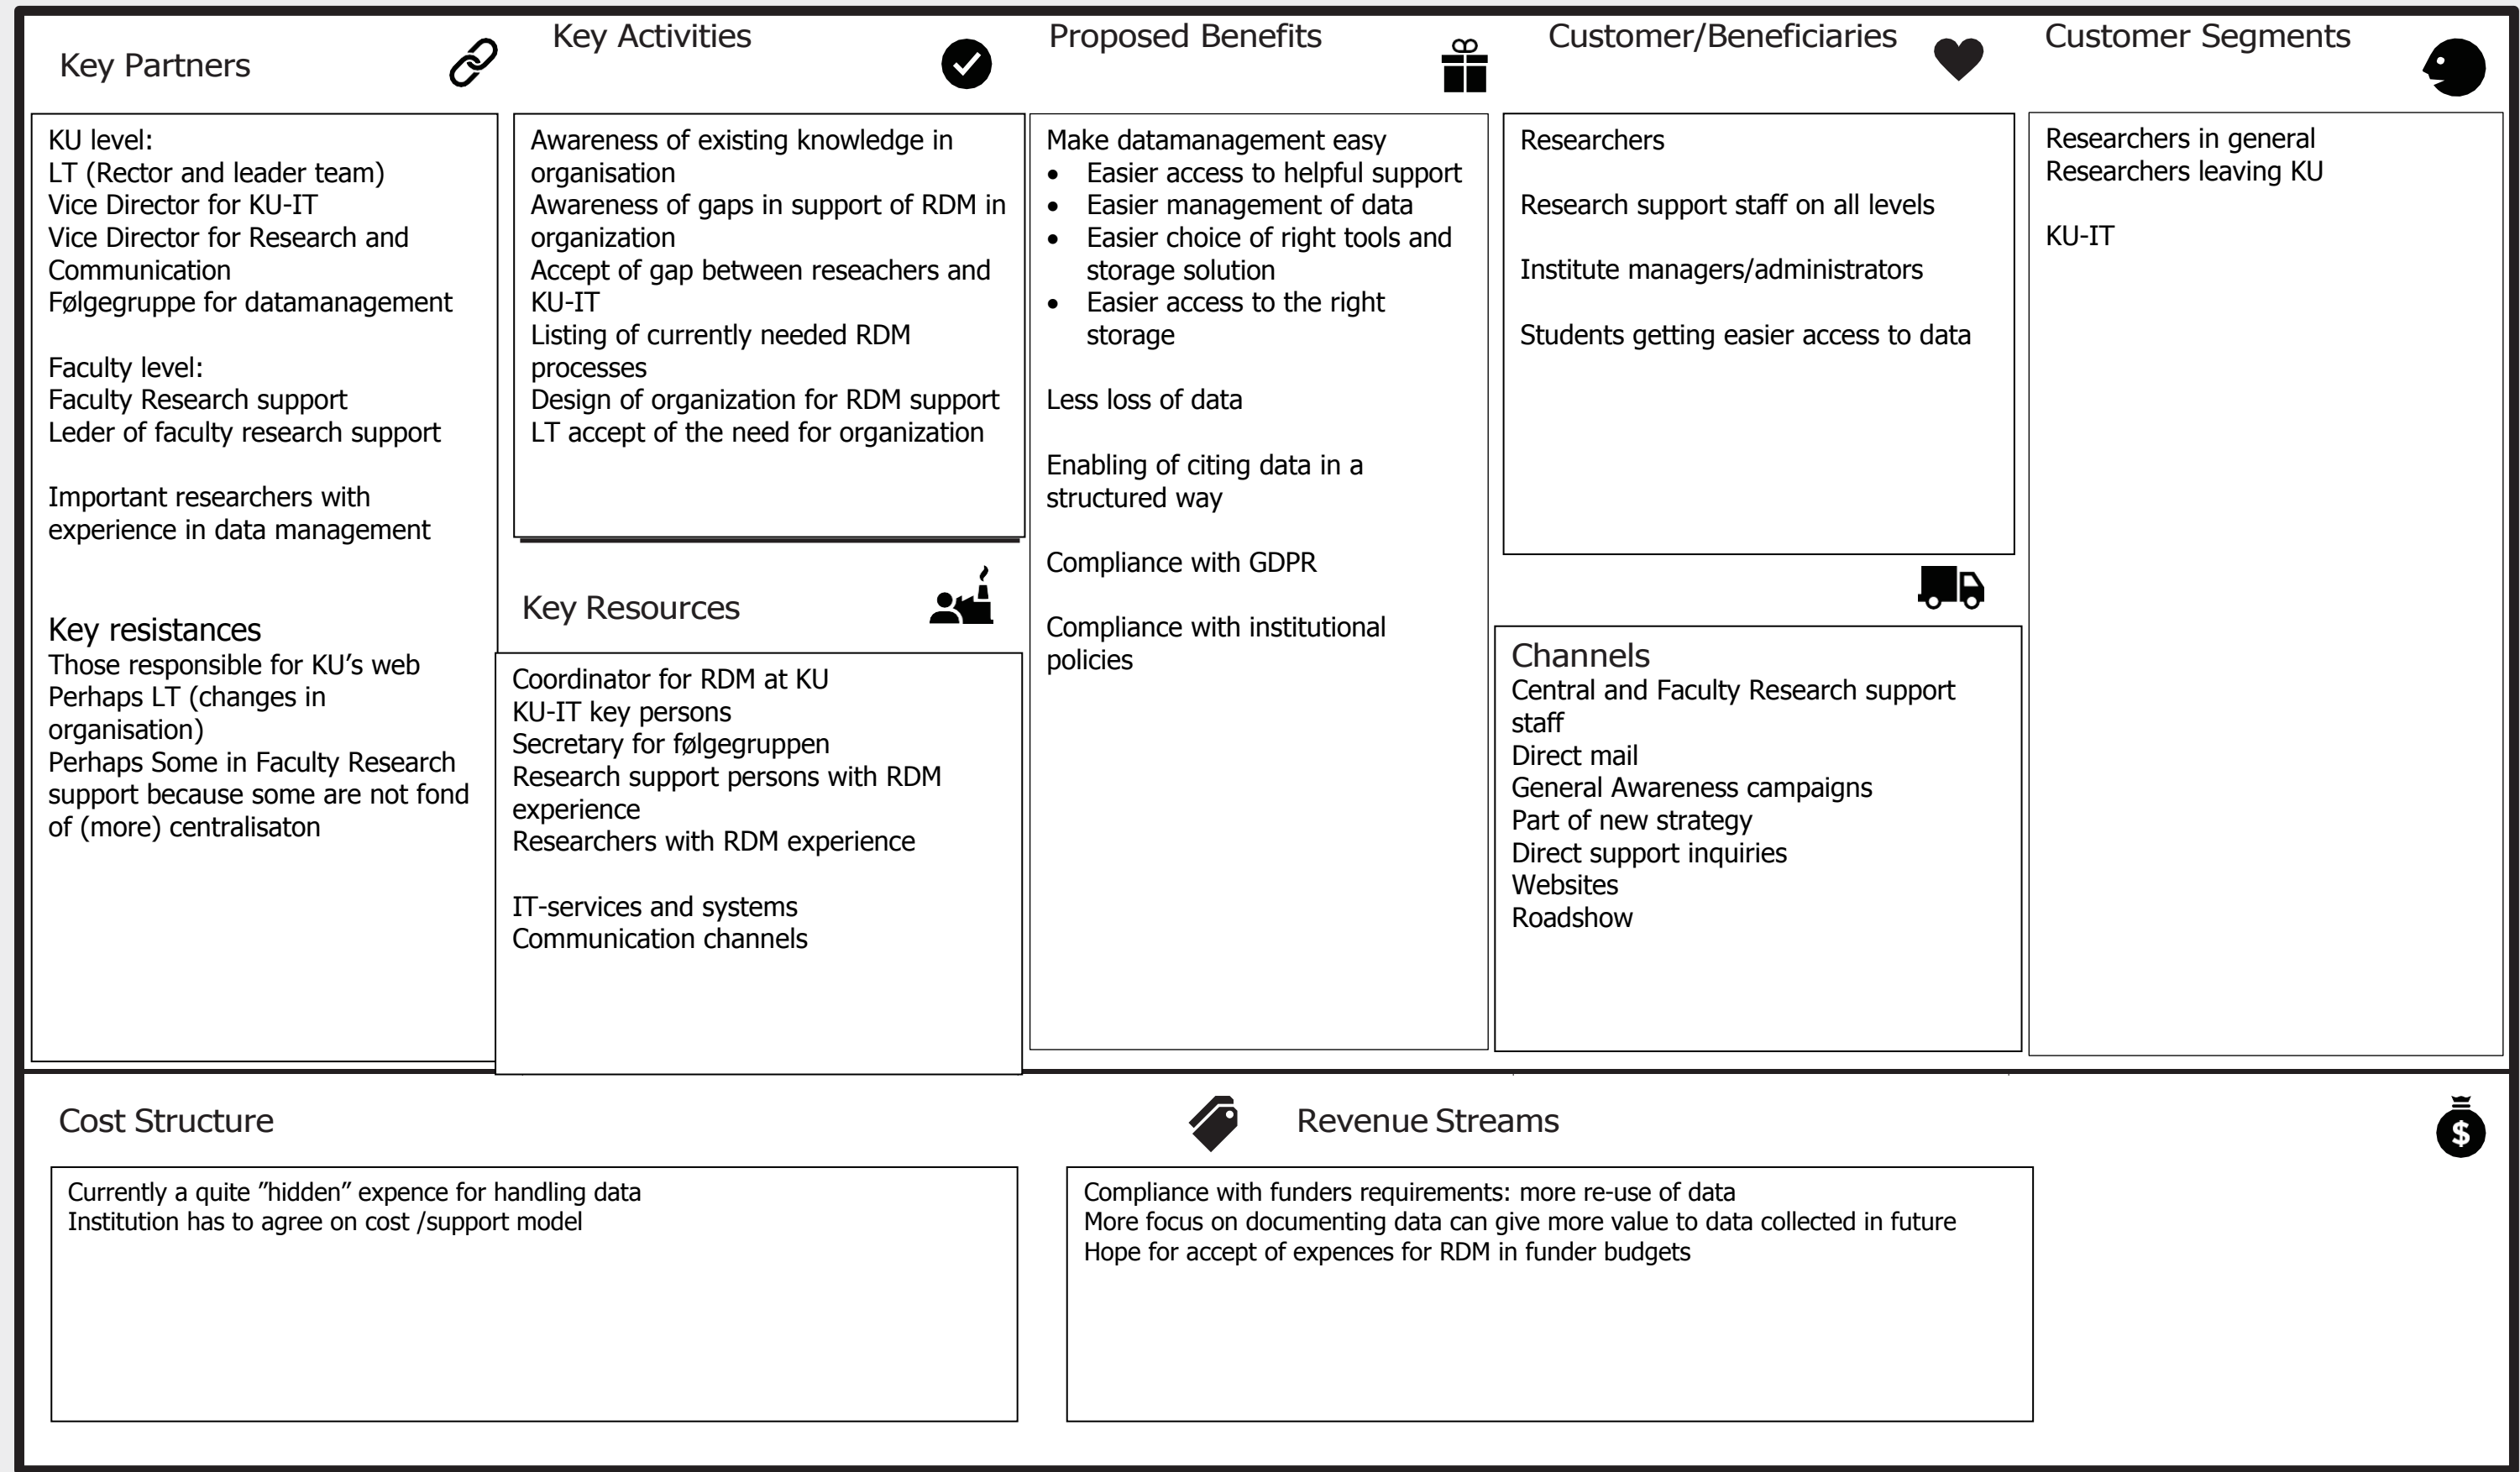 Key Partners
KU level:
LT (Rector and leader team)
Vice Director for KU-IT
Vice Director for Research and
Communication
Følgegruppe for datamanagement
Faculty level:
Faculty Research support
Leder of faculty research support
Important researchers with
experience in data management
Key resistances
Those responsible for KU’s web
Perhaps LT (changes in
organisation)
Perhaps Some in Faculty Research
support because some are not fond
of (more) centralisaton
Key Activities
Awareness of existing knowledge in
organisation
Awareness of gaps in support of RDM in
organization
Accept of gap between reseachers and
KU-IT
Listing of currently needed RDM
processes
Design of organization for RDM support
LT accept of the need for organization
Key Resources
Coordinator for RDM at KU
KU-IT key persons
Secretary for følgegruppen
Research support persons with RDM
experience
Researchers with RDM experience
IT-services and systems
Communication channels
Proposed Benefits
Make datamanagement easy
• Easier access to helpful support
• Easier management of data
• Easier choice of right tools and
storage solution
• Easier access to the right
storage
Less loss of data
Enabling of citing data in a
structured way
Compliance with GDPR
Compliance with institutional
policies
Customer/Beneficiaries
Researchers
Research support staff on all levels
Institute managers/administrators
Students getting easier access to data
Channels
Central and Faculty Research support
staff
Direct mail
General Awareness campaigns
Part of new strategy
Direct support inquiries
Websites
Roadshow
Customer Segments
Researchers in general
Researchers leaving KU
KU-IT
Cost Structure
Currently a quite ”hidden” expence for handling data
Institution has to agree on cost /support model
Revenue Streams
$
Compliance with funders requirements: more re-use of data
More focus on documenting data can give more value to data collected in future
Hope for accept of expences for RDM in funder budgets